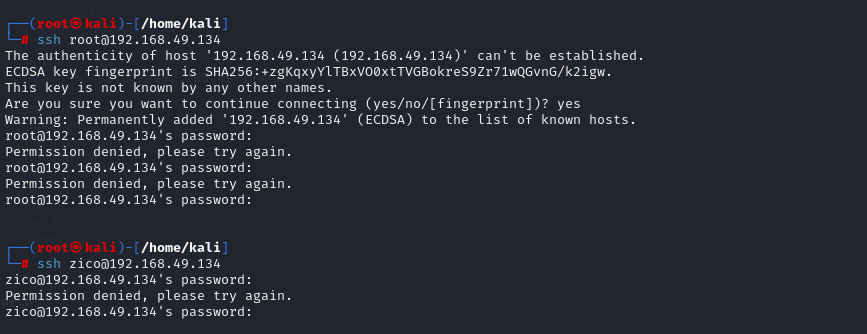 ┌──(root㉿kali)-[/home/kali]
└─# ssh root@192.168.49.134
The authenticity of host '192.168.49.134 (192.168.49.134)' can't be established.
ECDSA key fingerprint is SHA256:+zgKqxyYlTBxVO0xtTVGBokreS9Zr71wQGvnG/k2igw.
This key is not known by any other names.
Are you sure you want to continue connecting (yes/no/[fingerprint])? yes
Warning: Permanently added '192.168.49.134' (ECDSA) to the list of known hosts.
root@192.168.49.134's password:
Permission denied, please try again.
root@192.168.49.134's password:
Permission denied, please try again.
root@192.168.49.134's password:
┌──(root㉿kali)-[/home/kali]
└─# ssh zico@192.168.49.134
zico@192.168.49.134's password:
Permission denied, please try again.
zico@192.168.49.134's password: